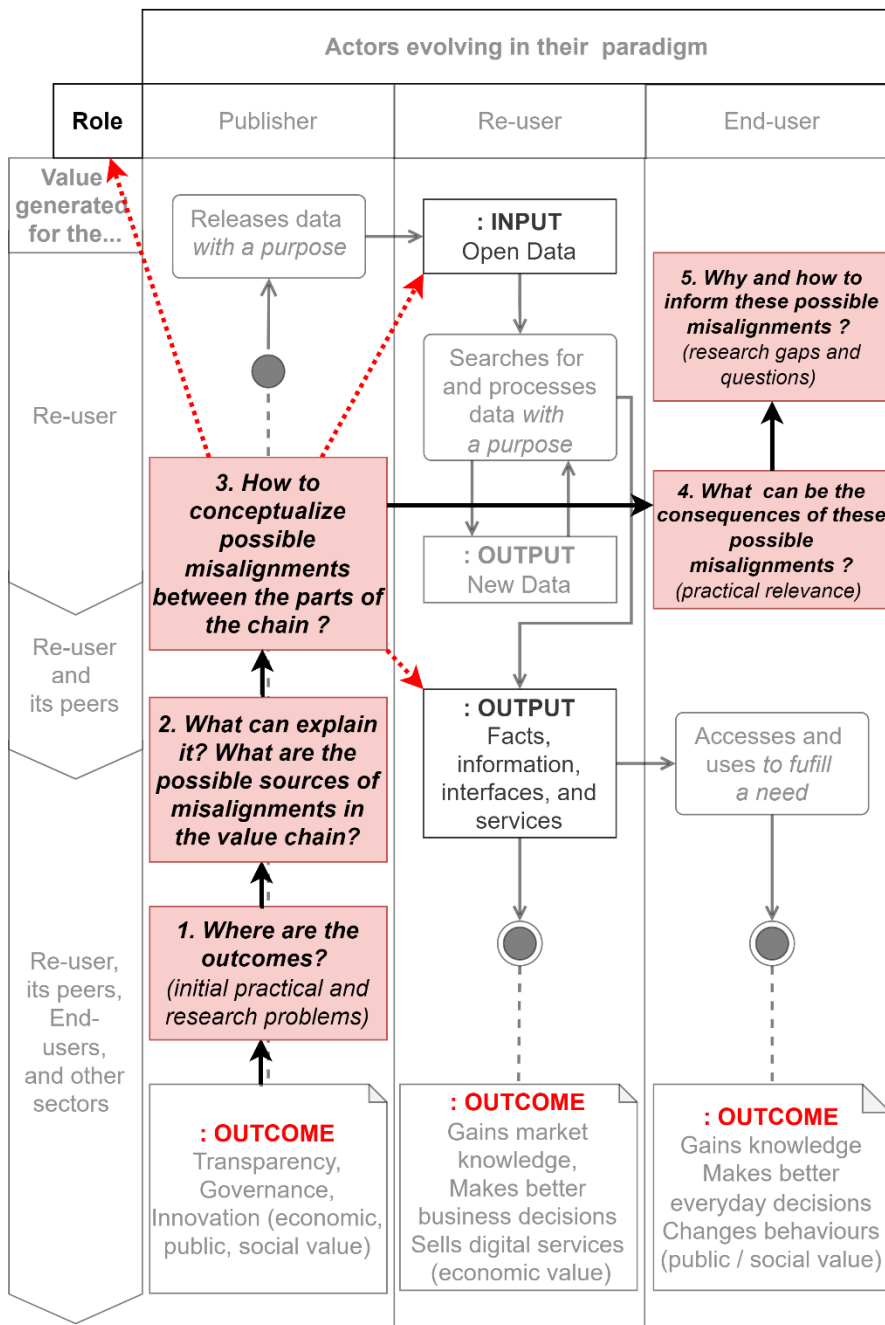 Actors evolving in their paradigm
Role
Publisher
Re-user
End-user
Value
generated
for the...
Releases data
with a purpose
: INPUT
Open Data
5. Why and how to
inform these possible
misalignments ?
(research gaps and
questions)
Searches for
and processes
data with
a purpose
Re-user
3. How to
conceptualize
possible
misalignments
between the parts of
the chain ?
4. What can be the
consequences of these
possible
misalignments ?
(practical relevance)
: OUTPUT
New Data
Re-user
and
its peers
2. What can explain
it? What are the
possible sources of
misalignments in
the value chain?
: OUTPUT
Facts,
information,
interfaces, and
services
Accesses and
uses to fufill
a need
1. Where are the
outcomes?
(initial practical and
research problems)
Re-user,
its peers,
End-
users,
and other
sectors
: OUTCOME
Transparency,
Governance,
Innovation (economic,
public, social value)
: OUTCOME
Gains market
knowledge,
Makes better
business decisions
Sells digital services
(economic value)
: OUTCOME
Gains knowledge
Makes better
everyday decisions
Changes behaviours
(public / social value)